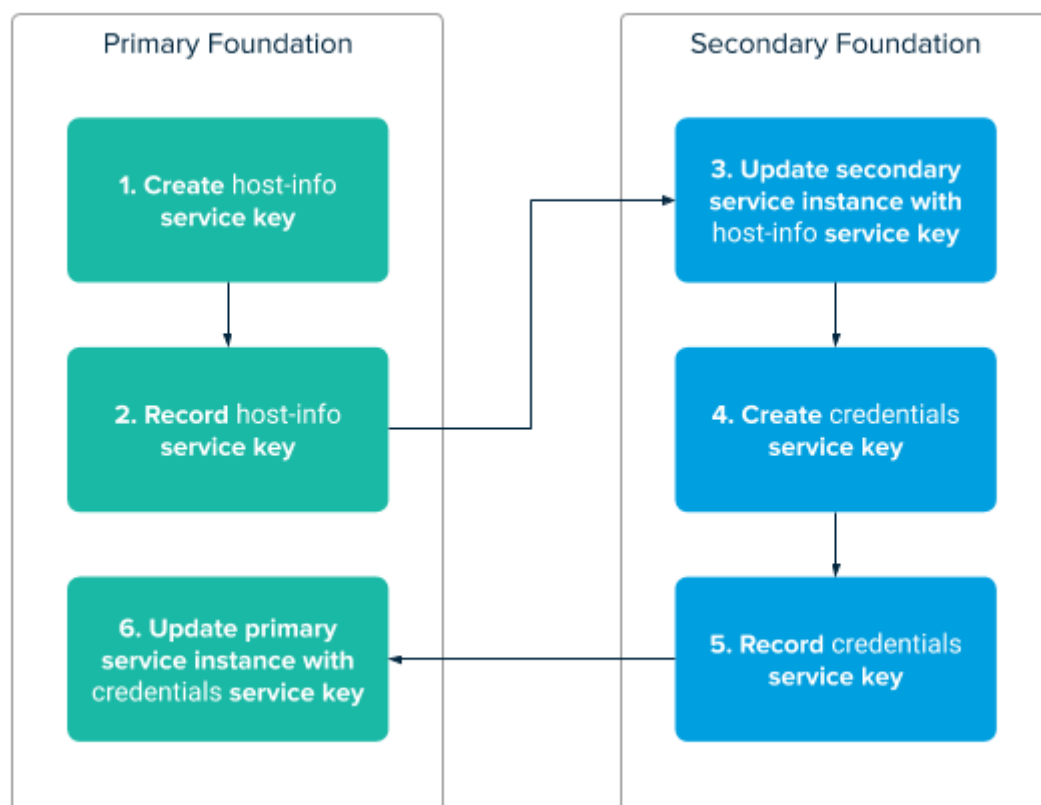 Primary Foundation
1. Create host-info
service key
2. Record host-info
service key
6. Update primary
service instance with
credentials service key
Secondary Foundation
3. Update secondary
service instance with
host-info service key
4. Create credentials
service key
5. Record credentials
service key